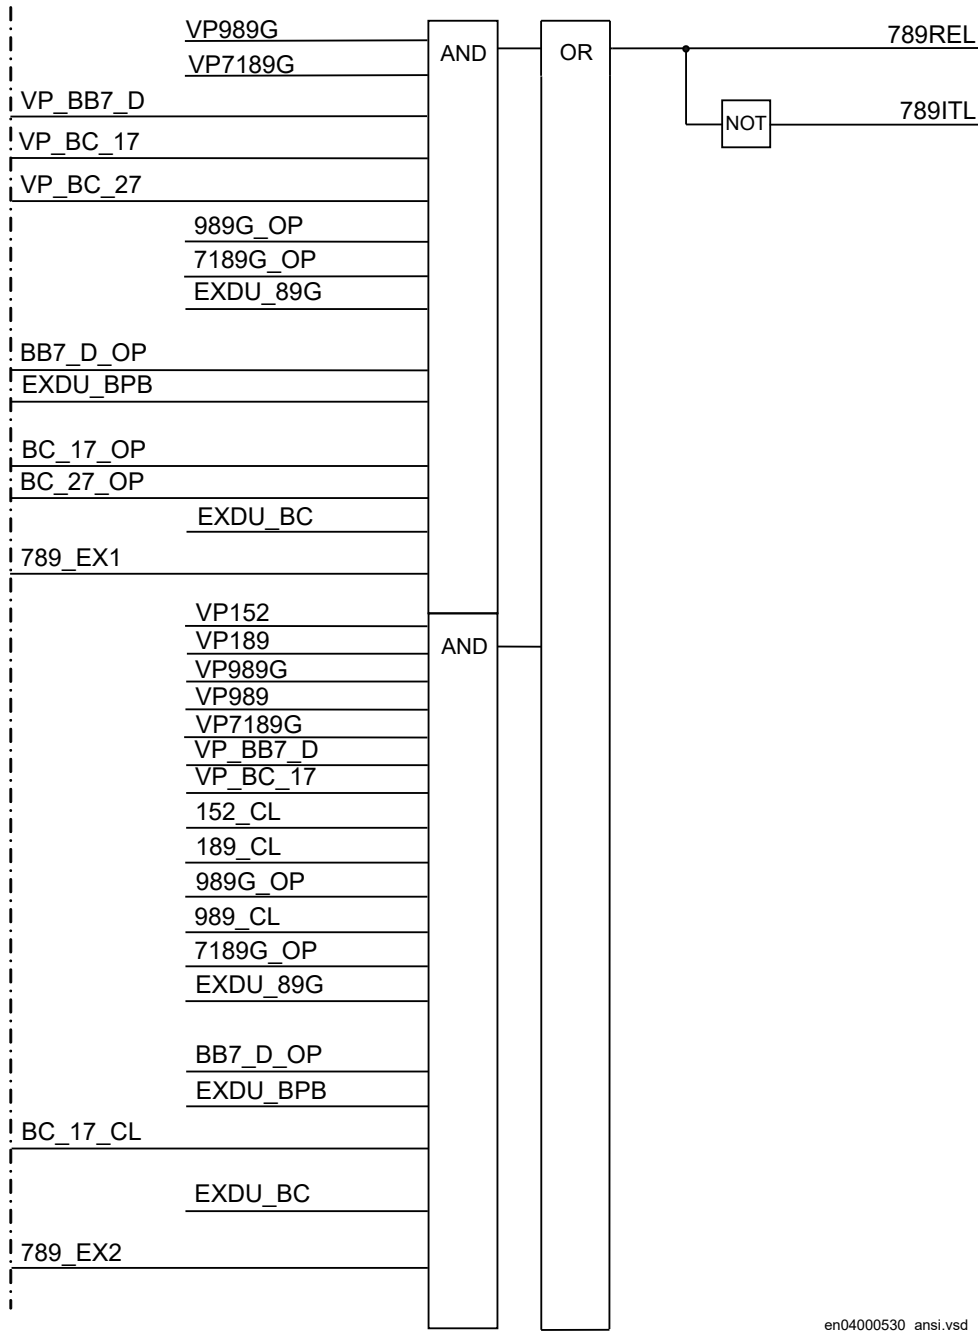 VP989G
AND
OR
789REL
VP7189G
VP_BB7_D
NOT
789ITL
VP_BC_17
VP_BC_27
989G_OP
7189G_OP
EXDU_89G
BB7_D_OP
EXDU_BPB
BC_17_OP
BC_27_OP
EXDU_BC
789_EX1
VP152
VP189
AND
VP989G
VP989
VP7189G
VP_BB7_D
VP_BC_17
152_CL
189_CL
989G_OP
989_CL
7189G_OP
EXDU_89G
BB7_D_OP
EXDU_BPB
BC_17_CL
EXDU_BC
789_EX2
en04000530_ansi.vsd